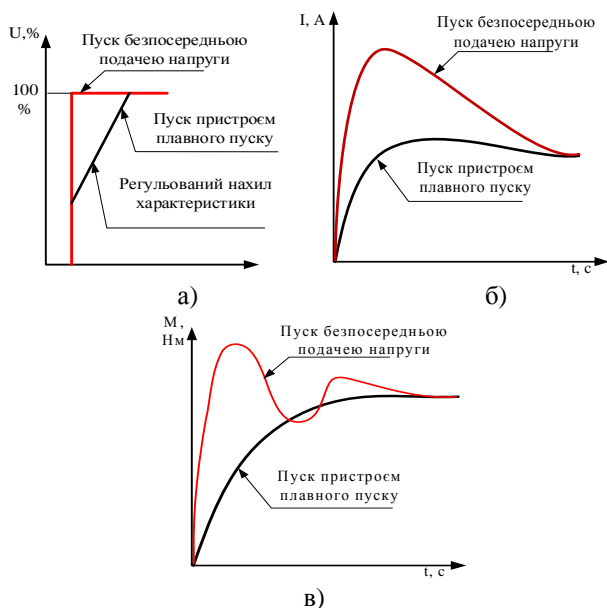 U,%
Пуск безпосередньою
подачею напруги
100
%
Пуск пристроєм
плавного пуску
Регульований нахил
характеристики
а)
I, А
Пуск безпосередньою
подачею напруги
Пуск пристроєм
плавного пуску
t, с
б)
М ,
Нм
Пуск безпосередньою
подачею напруги
Пуск пристроєм
плавного пуску
t, с
в)